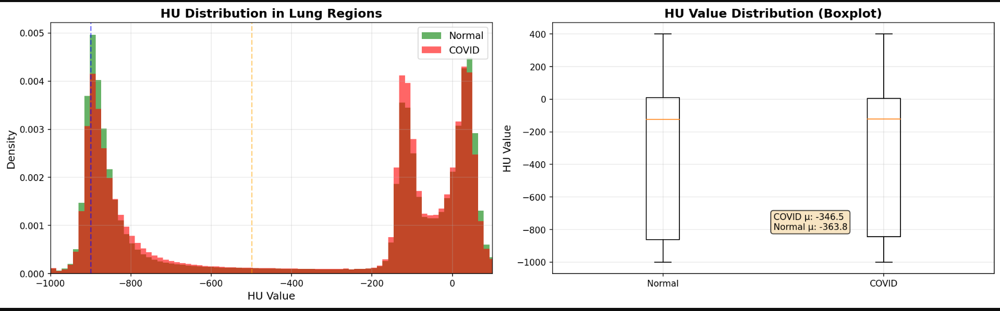 HU Distribution in Lung Regions
Normal
COVID
0.005
0.004
0.003
0.002
0.001
0.000
Density
−1000
−800
−600
−400
−200
0
HU Value
HU Value Distribution (Boxplot)
400
200
0
−200
−400
−600
−800
−1000
HU Value
COVID μ: -346.5
Normal μ: -363.8
Normal
COVID